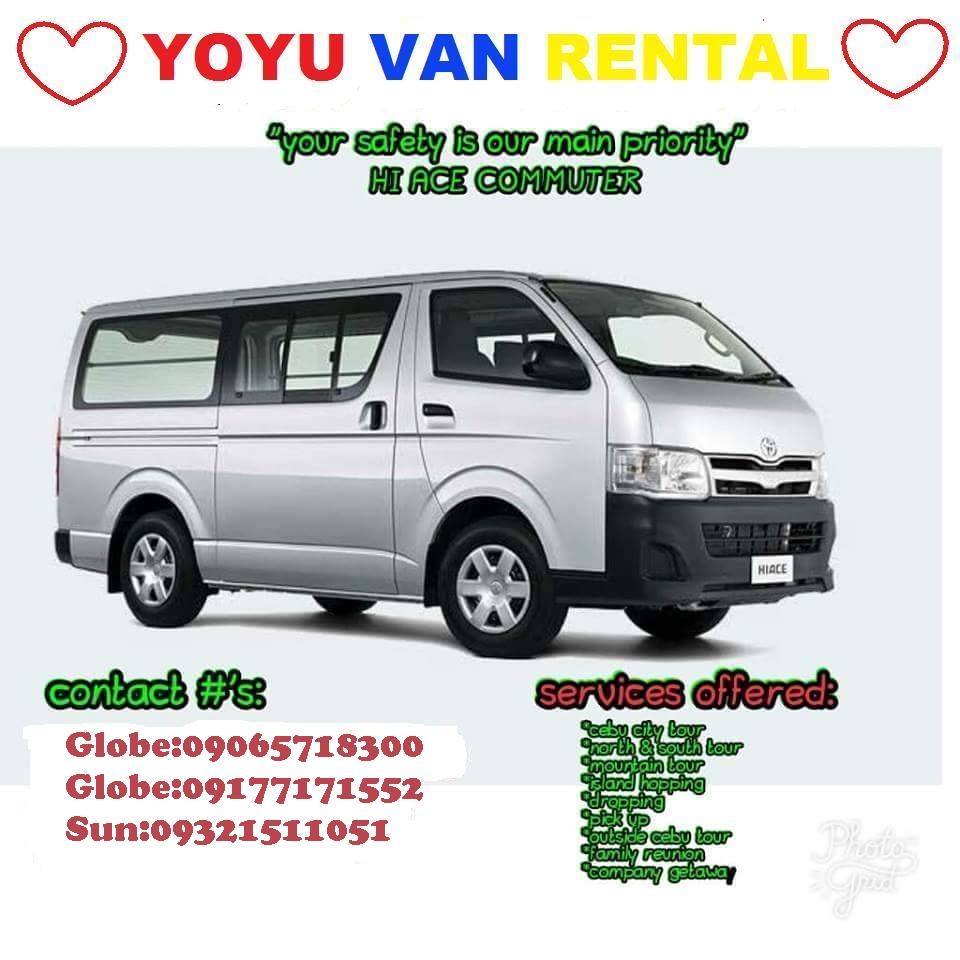 YOYU VAN RENTAL
"your safety is our main priority"
HI ACE COMMUTER
HIACE
contact #'s:
Globe:09065718300
Globe:09177171552
Sun:09321511051
services offered:
*cebu city tour
*north & south tour
*mountain tour
*island hopping
*dropping
*pick up
*outside cebu tour
*family reunion
*company getaway
Photo
Grid